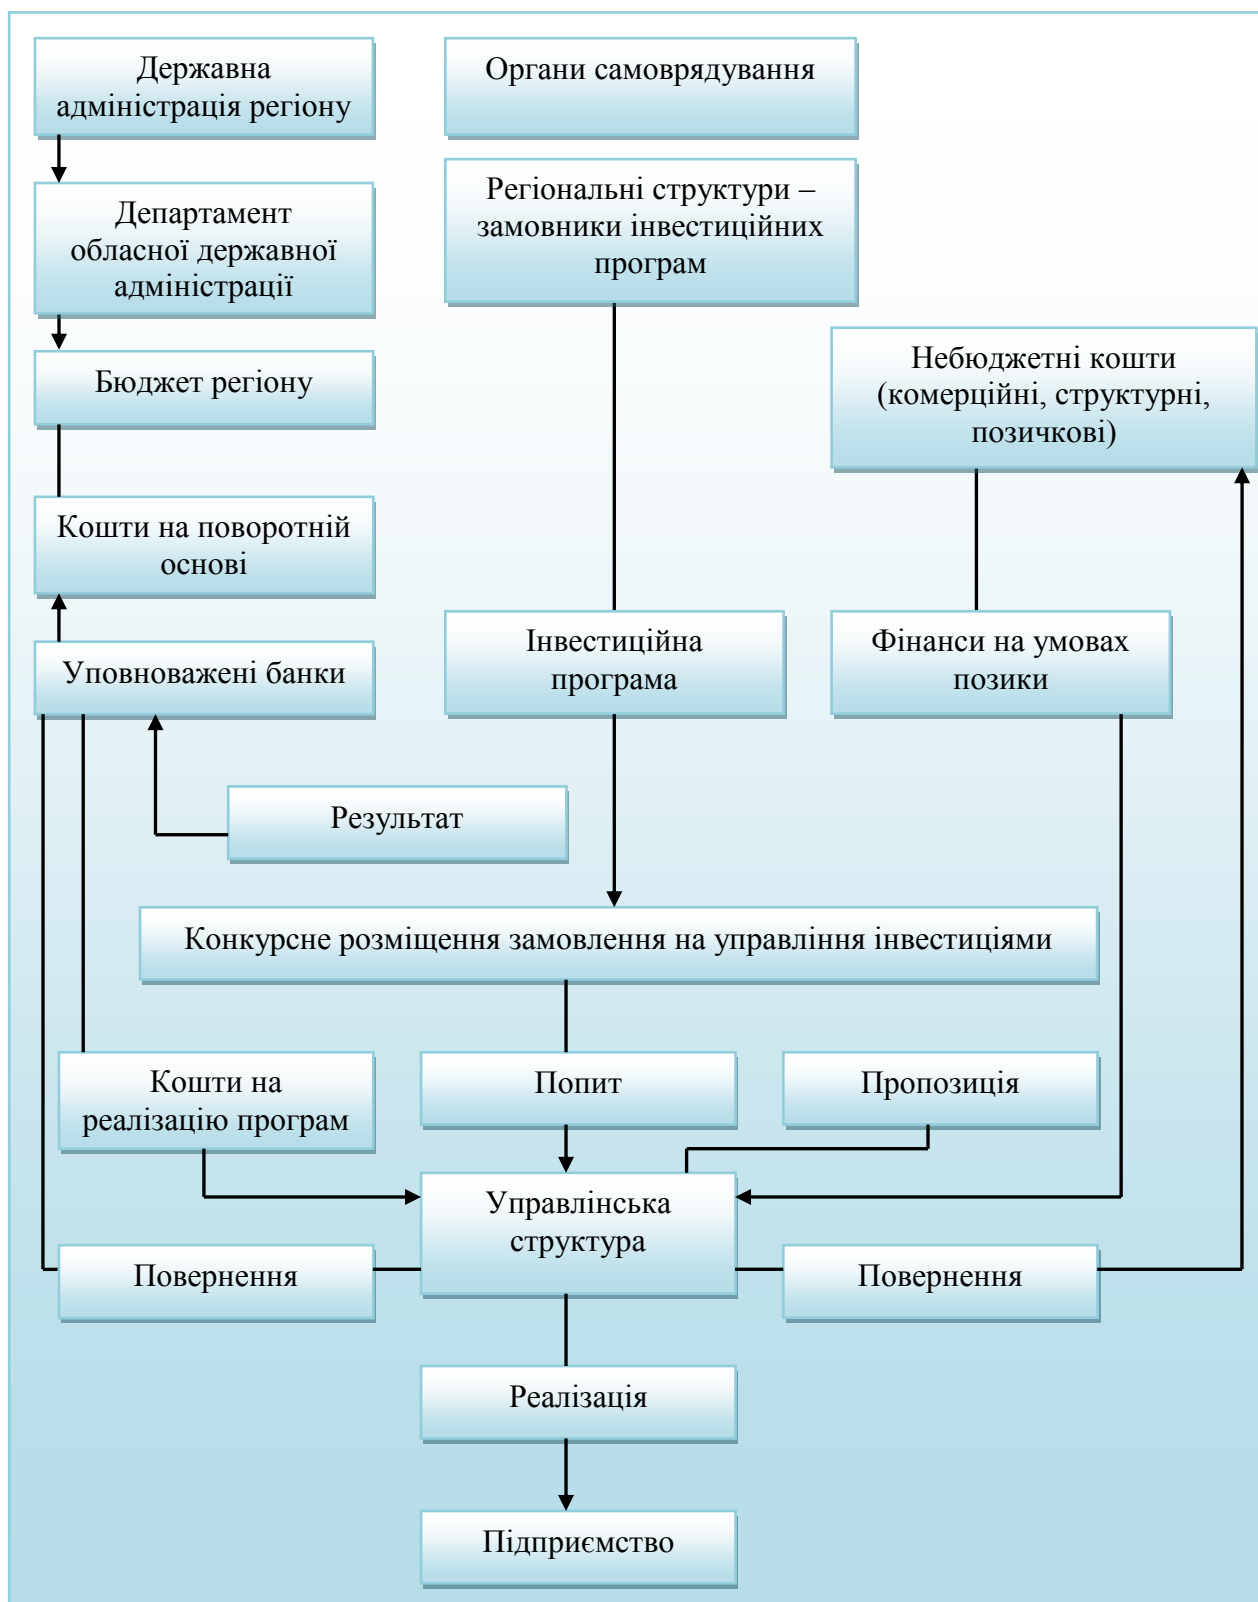 Державна
адміністрація регіону
Органи самоврядування
Регіональні структури –
замовники інвестиційних
програм
Департамент
обласної державної
адміністрації
Бюджет регіону
Небюджетні кошти
(комерційні, структурні,
позичкові)
Кошти на поворотній
основі
Уповноважені банки
Інвестиційна
програма
Фінанси на умовах
позики
Результат
Конкурсне розміщення замовлення на управління інвестиціями
Кошти на
реалізацію програм
Попит
Пропозиція
Управлінська
структура
Повернення
Повернення
Реалізація
Підприємство